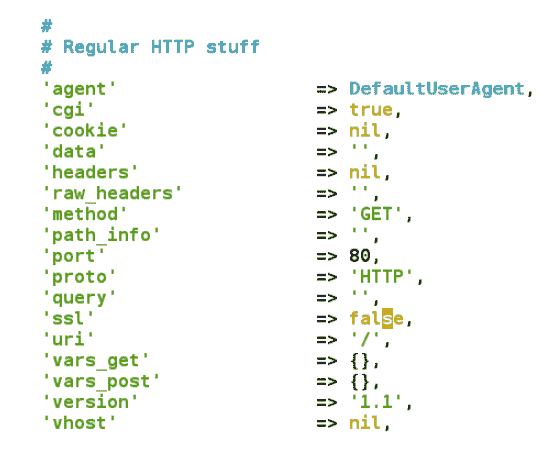 #
# Regular HTTP stuff
#
'agent' => DefaultUserAgent,
'cgi' => true,
'cookie' => nil,
'data' => '',
'headers' => nil,
'raw_headers' => '',
'method' => 'GET',
'path_info' => '',
'port' => 80,
'proto' => 'HTTP',
'query' => '',
'ssl' => false,
'uri' => '/',
'vars_get' => {},
'vars_post' => {},
'version' => '1.1',
'vhost' => nil,